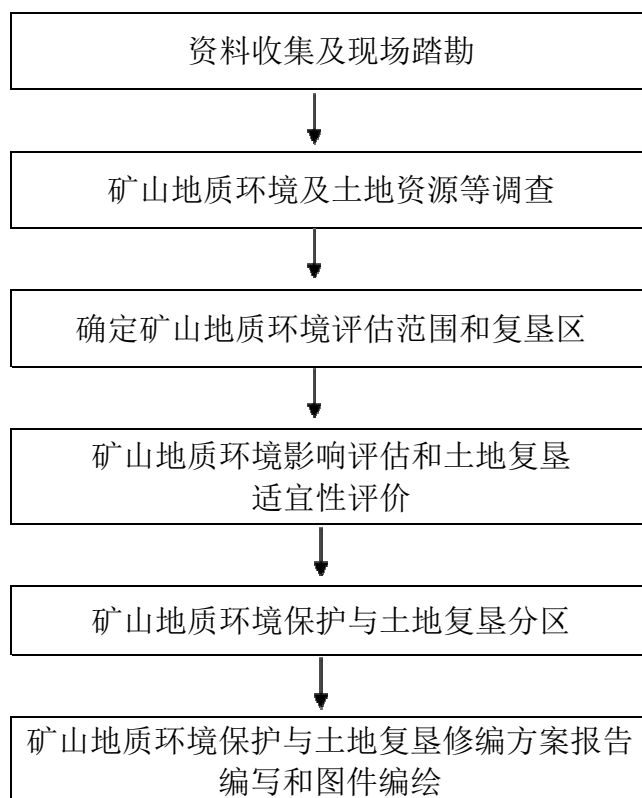 资料收集及现场踏勘
矿山地质环境及土地资源等调查
确定矿山地质环境评估范围和复垦区
矿山地质环境影响评估和土地复垦
适宜性评价
矿山地质环境保护与土地复垦分区
矿山地质环境保护与土地复垦修编方案报告
编写和图件编绘